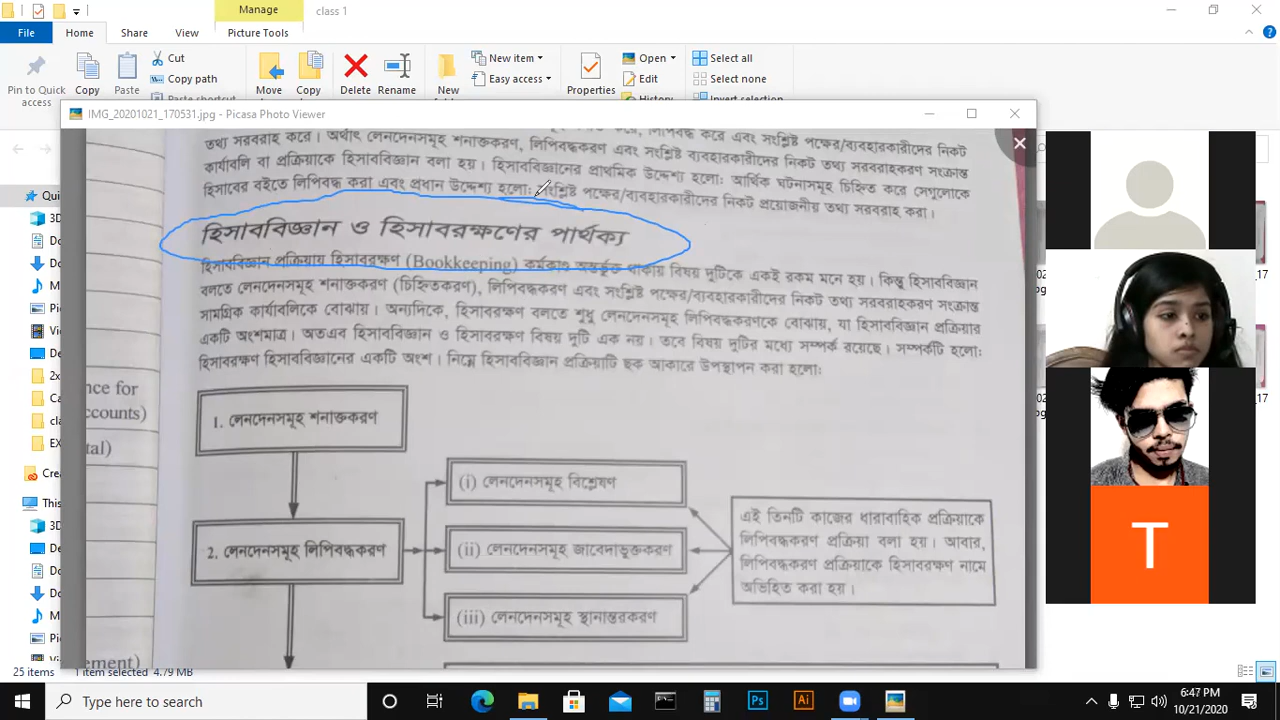 Manage
class 1
File
Home
Share
View
Picture Tools
Pin to Quick access
Copy
Paste
Cut
Copy path
Paste shortcut
Move
Copy
Delete
Rename
New
New item
Easy access
Properties
Open
Edit
History
Select all
Select none
Invert selection
IMG_20201021_170531.jpg - Picasa Photo Viewer
তথ্য সরবরাহ করে। অর্থাৎ লেনদেনসমূহ শনাক্তকরণ, লিপিবদ্ধকরণ এবং সংশ্লিষ্ট ব্যবহারকারীদের নিকট তথ্য সরবরাহকরণ সংক্রান্ত
কার্যাবলি বা প্রক্রিয়াকে হিসাববিজ্ঞান বলা হয়। হিসাববিজ্ঞানের প্রাথমিক উদ্দেশ্য হলো: আর্থিক ঘটনাসমূহ চিহ্নিত করে সেগুলোকে
হিসাবের বইতে লিপিবদ্ধ করা এবং প্রধান উদ্দেশ্য হলো: সংশ্লিষ্ট পক্ষের/ব্যবহারকারীদের নিকট প্রয়োজনীয় তথ্য সরবরাহ করা।
হিসাববিজ্ঞান ও হিসাবরক্ষণের পার্থক্য
হিসাববিজ্ঞান প্রক্রিয়ায় হিসাবরক্ষণ (Bookkeeping) কর্মকাণ্ড অন্তর্ভুক্ত থাকায় বিষয় দুটিকে একই রকম মনে হয়। কিন্তু হিসাববিজ্ঞান
বলতে লেনদেনসমূহ শনাক্তকরণ (চিহ্নিতকরণ), লিপিবদ্ধকরণ এবং সংশ্লিষ্ট পক্ষের/ব্যবহারকারীদের নিকট তথ্য সরবরাহকরণ সংক্রান্ত
সামগ্রিক কার্যাবলিকে বোঝায়। অন্যদিকে, হিসাবরক্ষণ বলতে শুধু লেনদেনসমূহ লিপিবদ্ধকরণকে বোঝায়, যা হিসাববিজ্ঞান প্রক্রিয়ার
একটি অংশমাত্র। অতএব হিসাববিজ্ঞান ও হিসাবরক্ষণ বিষয় দুটি এক নয়। তবে বিষয় দুটির মধ্যে সম্পর্ক রয়েছে। সম্পর্কটি হলো:
হিসাবরক্ষণ হিসাববিজ্ঞানের একটি অংশ। নিম্নে হিসাববিজ্ঞান প্রক্রিয়াটি ছক আকারে উপস্থাপন করা হলো:
1. লেনদেনসমূহ শনাক্তকরণ
2. লেনদেনসমূহ লিপিবদ্ধকরণ
(i) লেনদেনসমূহ বিশ্লেষণ
(ii) লেনদেনসমূহ জাবেদাভুক্তকরণ
(iii) লেনদেনসমূহ স্থানান্তরকরণ
এই তিনটি কাজের ধারাবাহিক প্রক্রিয়াকে
লিপিবদ্ধকরণ প্রক্রিয়া বলা হয়। আবার,
লিপিবদ্ধকরণ প্রক্রিয়াকে হিসাবরক্ষণ নামে
অভিহিত করা হয়।
T
25 items
1 item selected 4.79 MB
Type here to search
6:47 PM
10/21/2020